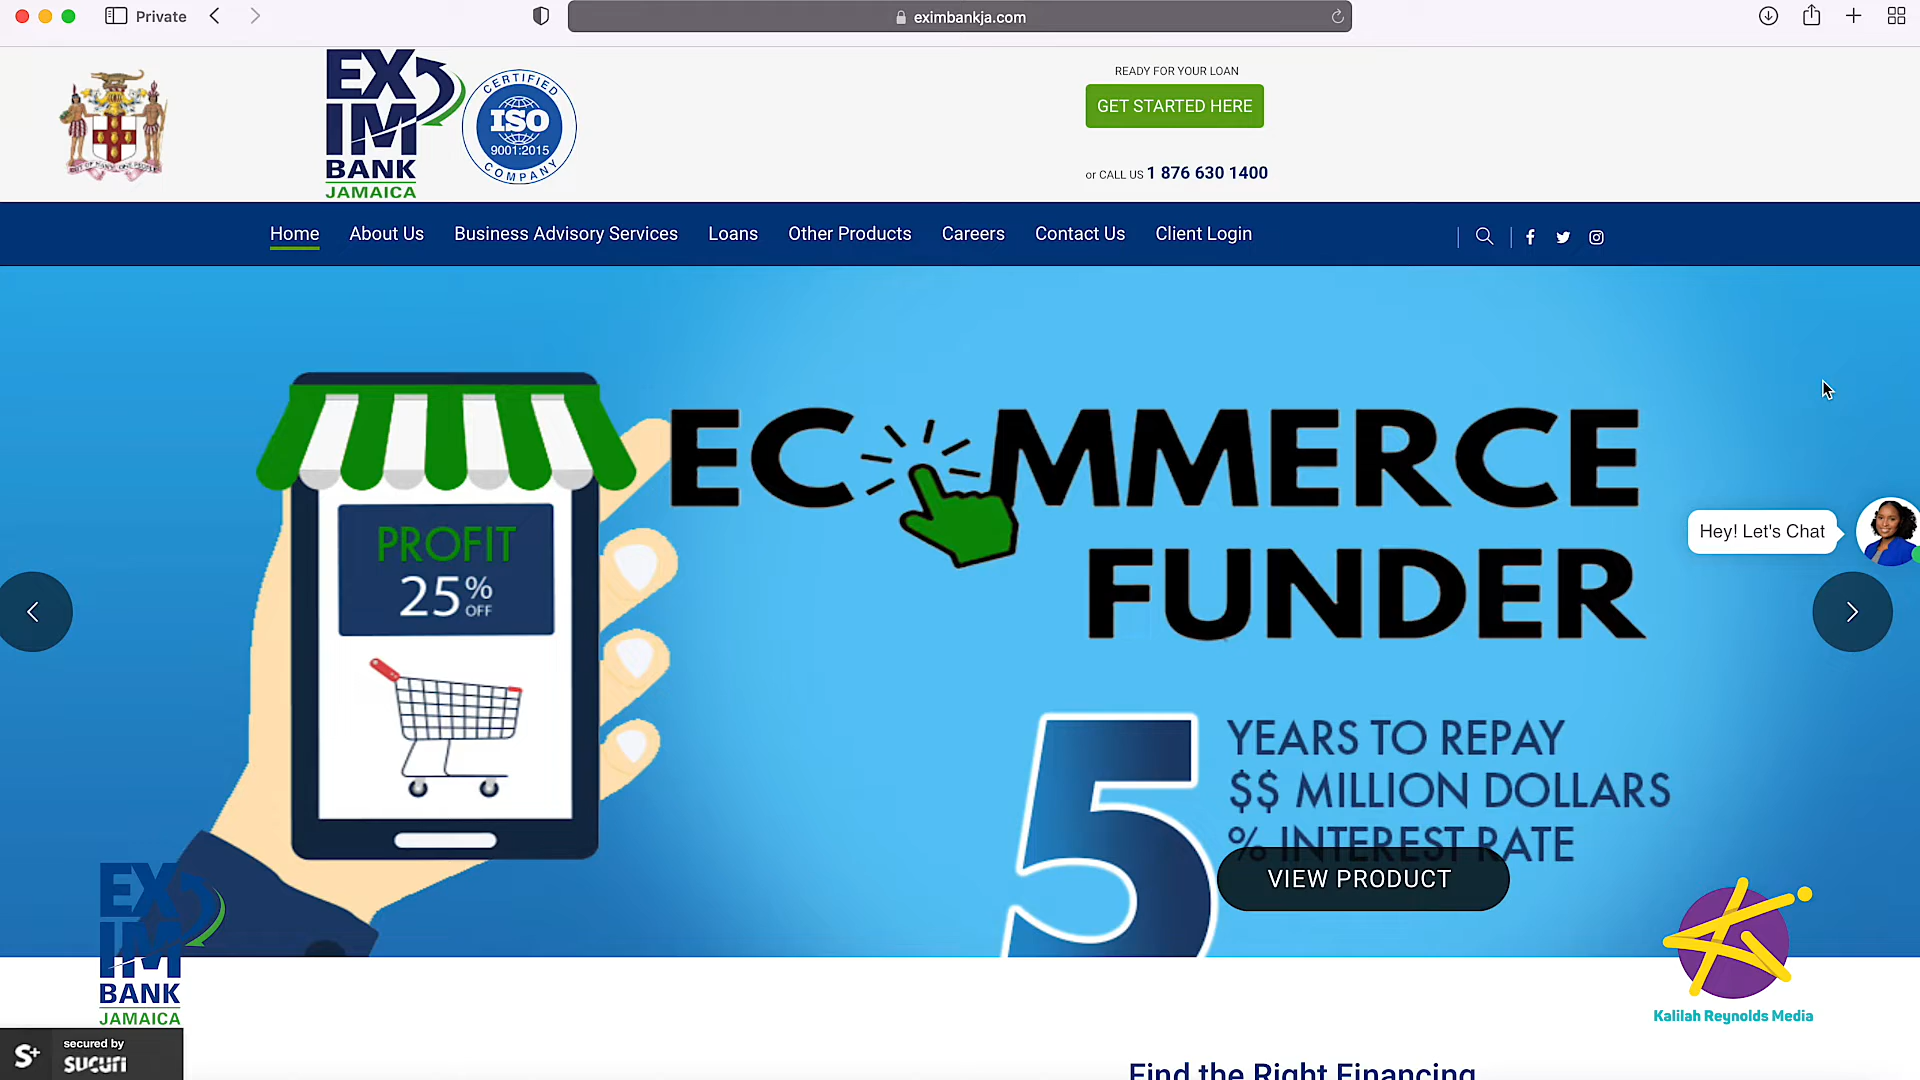 Private
eximbankja.com
EX
IM
BANK
JAMAICA
CERTIFIED
ISO
9001:2015
COMPANY
READY FOR YOUR LOAN
GET STARTED HERE
or CALL US 1 876 630 1400
Home
About Us
Business Advisory Services
Loans
Other Products
Careers
Contact Us
Client Login
ECOMMERCE
FUNDER
PROFIT
25%
OFF
Hey! Let's Chat
5
YEARS TO REPAY
$$ MILLION DOLLARS
% INTEREST RATE
VIEW PRODUCT
EX
IM
BANK
JAMAICA
Kalilah Reynolds Media
S+
secured by
sucuri
Find the Right Financing